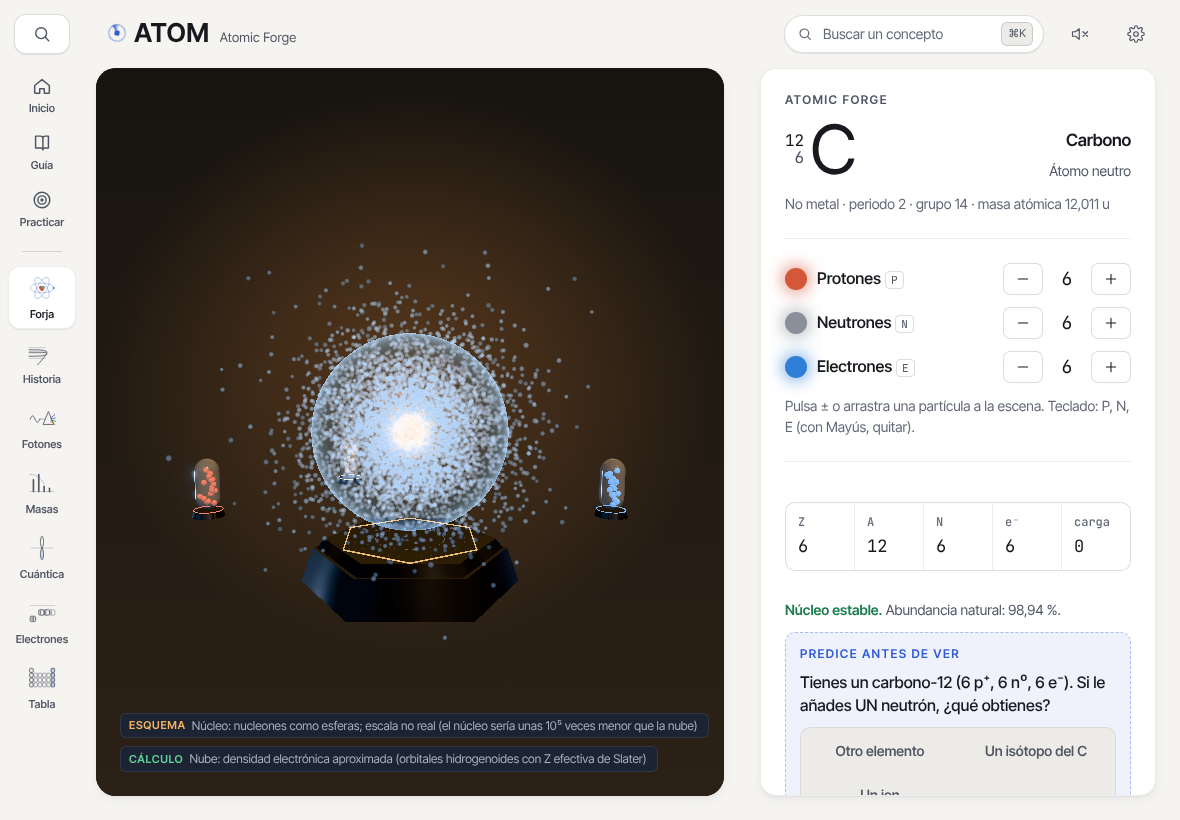 ATOM Atomic Forge
Buscar un concepto ⌘K
Inicio
Guía
Practicar
Forja
Historia
Fotones
Masas
Cuántica
Electrones
Tabla
ESQUEMA Núcleo: nucleones como esferas; escala no real (el núcleo sería unas 10⁵ veces menor que la nube)
CÁLCULO Nube: densidad electrónica aproximada (orbitales hidrogenoides con Z efectiva de Slater)
ATOMIC FORGE
12
6
C
Carbono
Átomo neutro
No metal · periodo 2 · grupo 14 · masa atómica 12,011 u
Protones P − 6 +
Neutrones N − 6 +
Electrones E − 6 +
Pulsa ± o arrastra una partícula a la escena. Teclado: P, N,
E (con Mayús, quitar).
Z A N e⁻ carga
6 12 6 6 0
Núcleo estable. Abundancia natural: 98,94 %.
PREDICE ANTES DE VER
Tienes un carbono-12 (6 p⁺, 6 n⁰, 6 e⁻). Si le
añades UN neutrón, ¿qué obtienes?
Otro elemento Un isótopo del C
Un ion